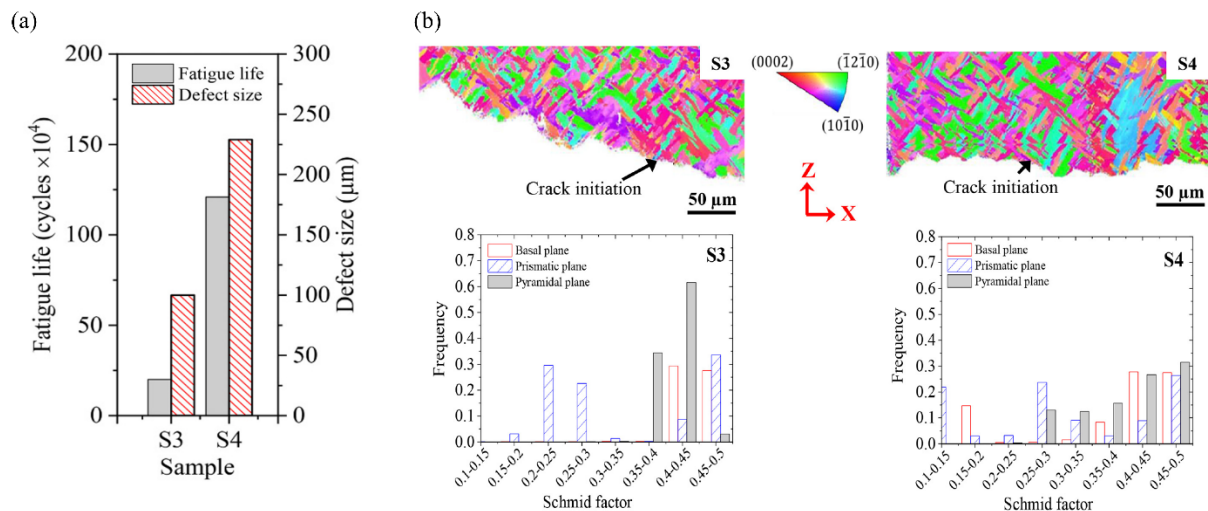 (a)
200
150
100
50
0
Fatigue life (cycles ×10⁴)
Fatigue life
Defect size
300
250
200
150
100
50
0
Defect size (μm)
S3
S4
Sample
(b)
S3
Crack initiation
50 μm
(0002)
(1̄21̄0)
(101̄0)
Z
X
S4
Crack initiation
50 μm
0.8
0.7
0.6
0.5
0.4
0.3
0.2
0.1
0.0
Frequency
Basal plane
Prismatic plane
Pyramidal plane
S3
0.1-0.15
0.15-0.2
0.2-0.25
0.25-0.3
0.3-0.35
0.35-0.4
0.4-0.45
0.45-0.5
Schmid factor
0.8
0.7
0.6
0.5
0.4
0.3
0.2
0.1
0.0
Frequency
Basal plane
Prismatic plane
Pyramidal plane
S4
0.1-0.15
0.15-0.2
0.2-0.25
0.25-0.3
0.3-0.35
0.35-0.4
0.4-0.45
0.45-0.5
Schmid factor